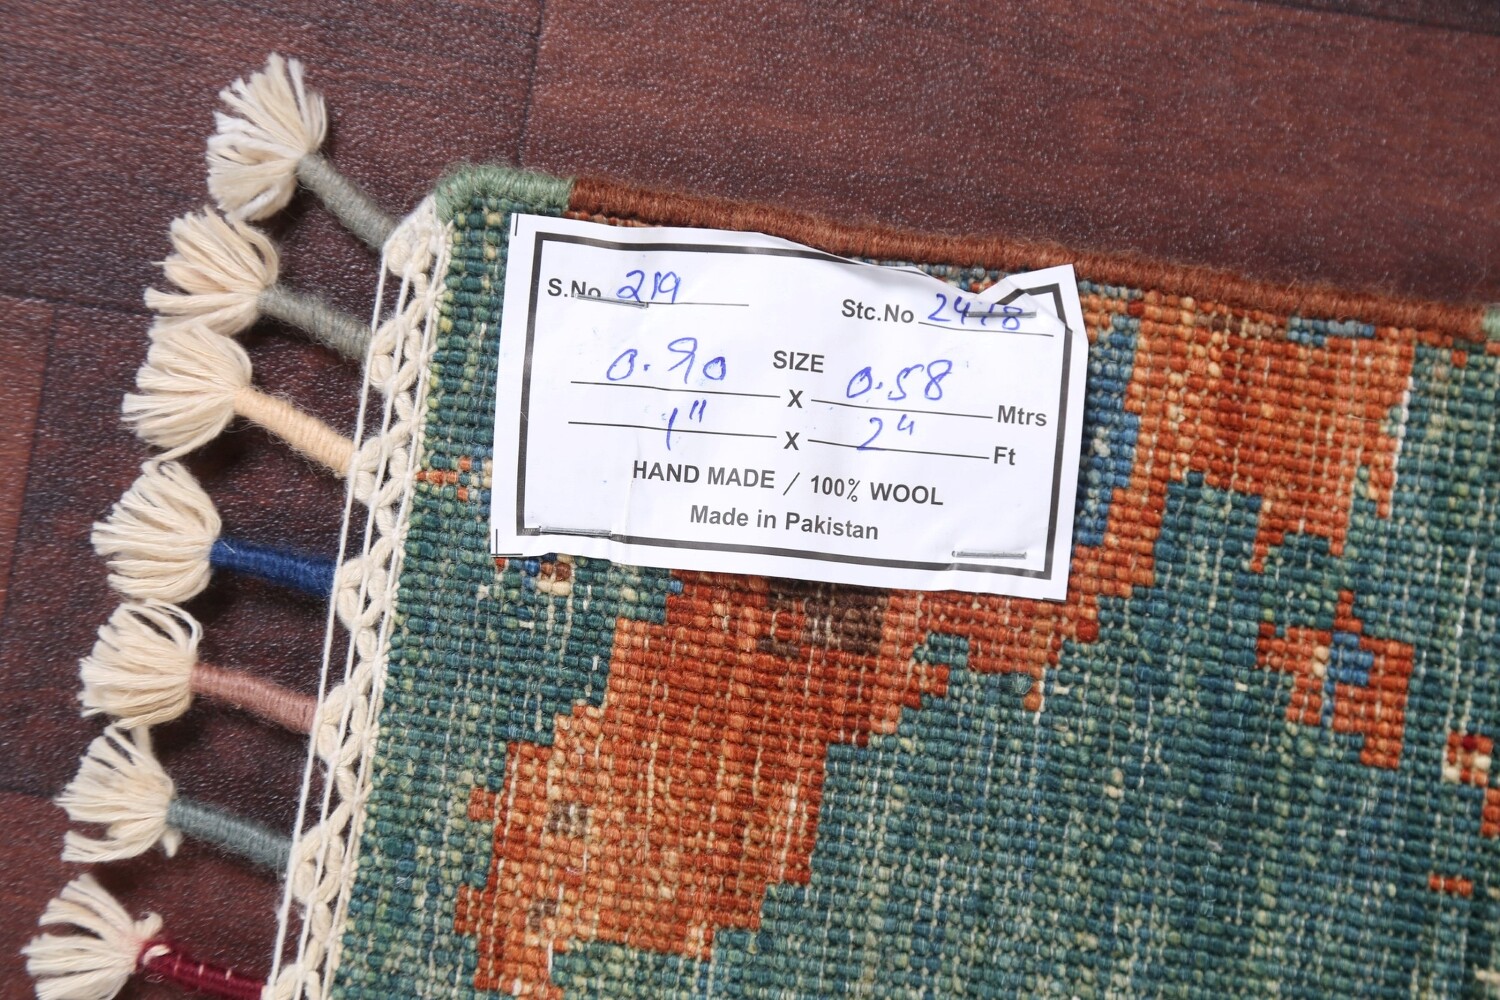 S.No 219
Stc.No 2418
SIZE
0.90 X 0.58 Mtrs
1" X 2" Ft
HAND MADE / 100% WOOL
Made in Pakistan